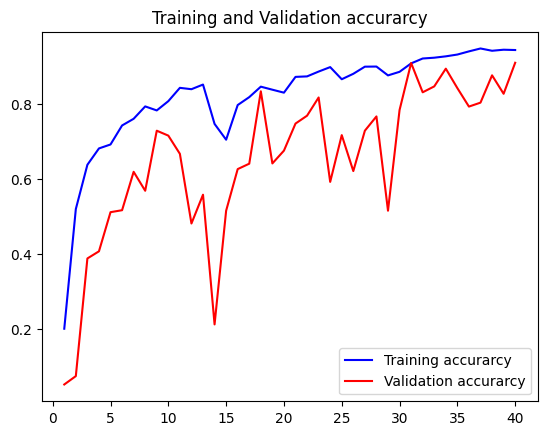 Training and Validation accurarcy
0.8
0.6
0.4
0.2
0 5 10 15 20 25 30 35 40
Training accurarcy
Validation accurarcy